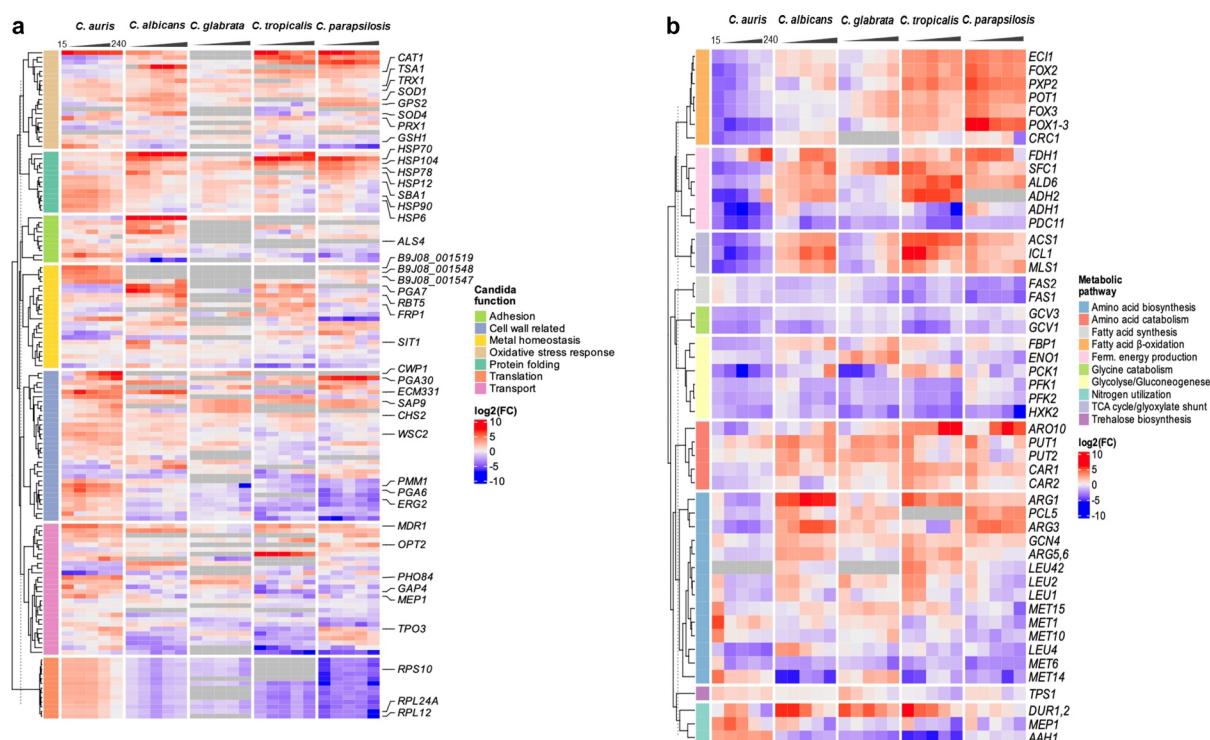 a
C. auris C. albicans C. glabrata C. tropicalis C. parapsilosis
15 240
CAT1
TSA1
TRX1
SOD1
GPS2
SOD4
PRX1
GSH1
HSP70
HSP104
HSP78
HSP12
SBA1
HSP90
HSP6
ALS4
B9J08_001519
B9J08_001548
B9J08_001547
PGA7
RBT5
FRP1
SIT1
CWP1
PGA30
ECM331
SAP9
CHS2
WSC2
PMM1
PGA6
ERG2
MDR1
OPT2
PHO84
GAP4
MEP1
TPO3
RPS10
RPL24A
RPL12
Candida
function
Adhesion
Cell wall related
Metal homeostasis
Oxidative stress response
Protein folding
Translation
Transport
log2(FC)
10
5
0
-5
-10
b
C. auris C. albicans C. glabrata C. tropicalis C. parapsilosis
15 240
ECI1
FOX2
PXP2
POT1
FOX3
POX1-3
CRC1
FDH1
SFC1
ALD6
ADH2
ADH1
PDC11
ACS1
ICL1
MLS1
FAS2
FAS1
GCV3
GCV1
FBP1
ENO1
PCK1
PFK1
PFK2
HXK2
ARO10
PUT1
PUT2
CAR1
CAR2
ARG1
PCL5
ARG3
GCN4
ARG5,6
LEU42
LEU2
LEU1
MET15
MET1
MET10
LEU4
MET6
MET14
TPS1
DUR1,2
MEP1
AAH1
Metabolic
pathway
Amino acid biosynthesis
Amino acid catabolism
Fatty acid synthesis
Fatty acid β-oxidation
Ferm. energy production
Glycine catabolism
Glycolyse/Gluconeogenese
Nitrogen utilization
TCA cycle/glyoxylate shunt
Trehalose biosynthesis
log2(FC)
10
5
0
-5
-10